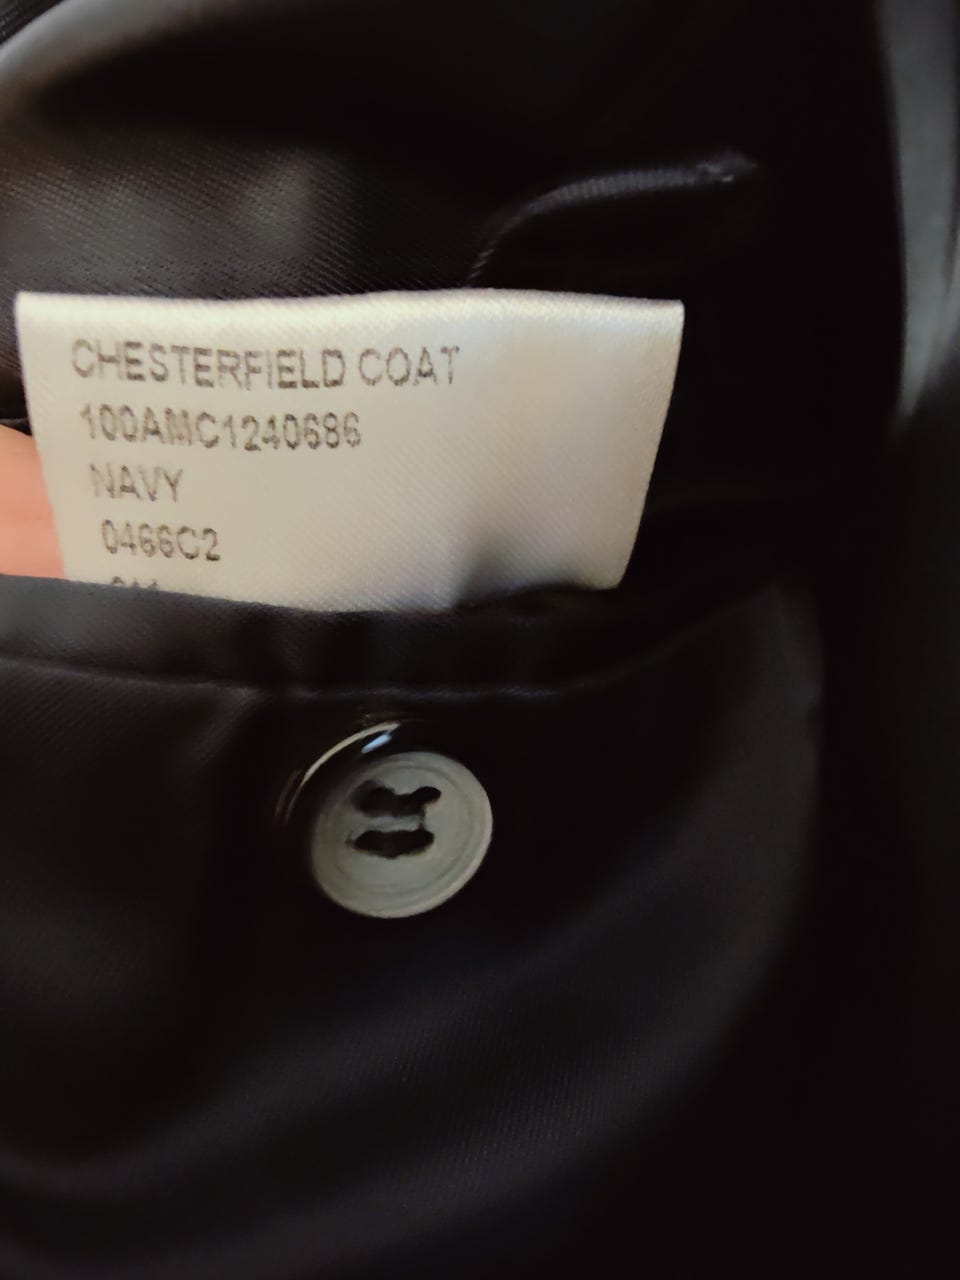 CHESTERFIELD COAT
100AMC1240686
NAVY
0466C2